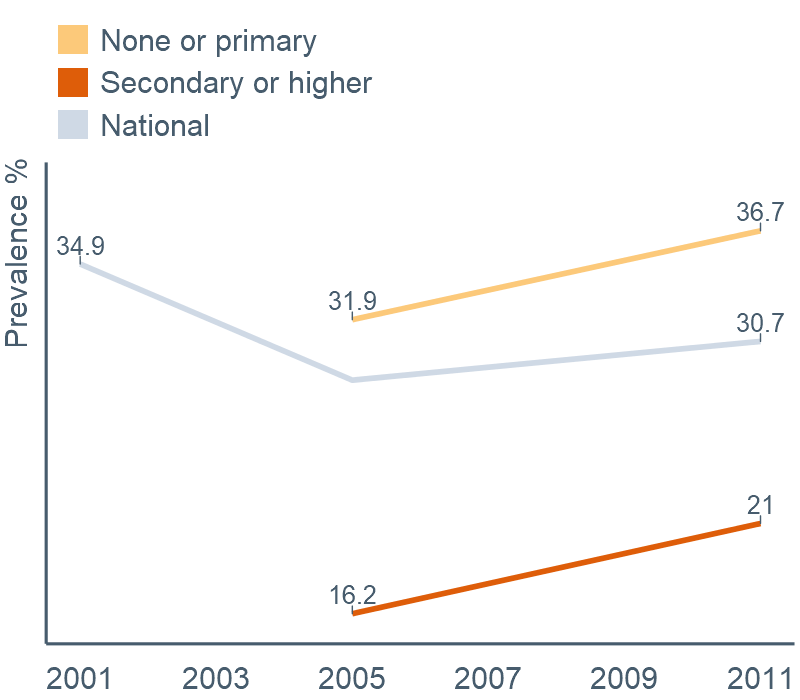 None or primary
Secondary or higher
National
Prevalence %
36.7
34.9
31.9
30.7
21
16.2
2001 2003 2005 2007 2009 2011